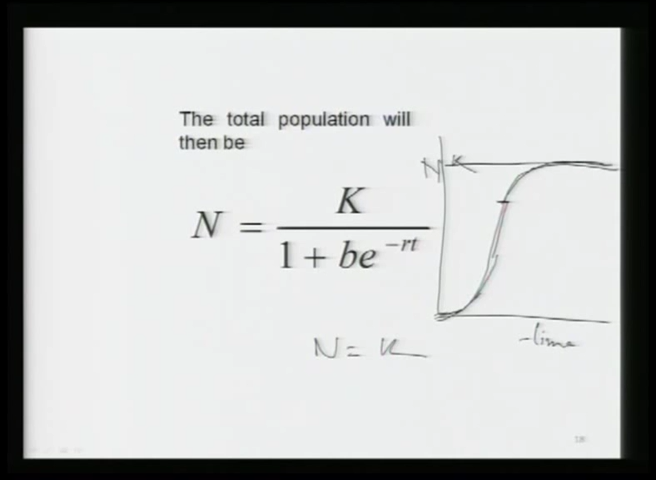 The total population will
then be
N K
N = K / 1 + be^{-rt}
N = K
time
18